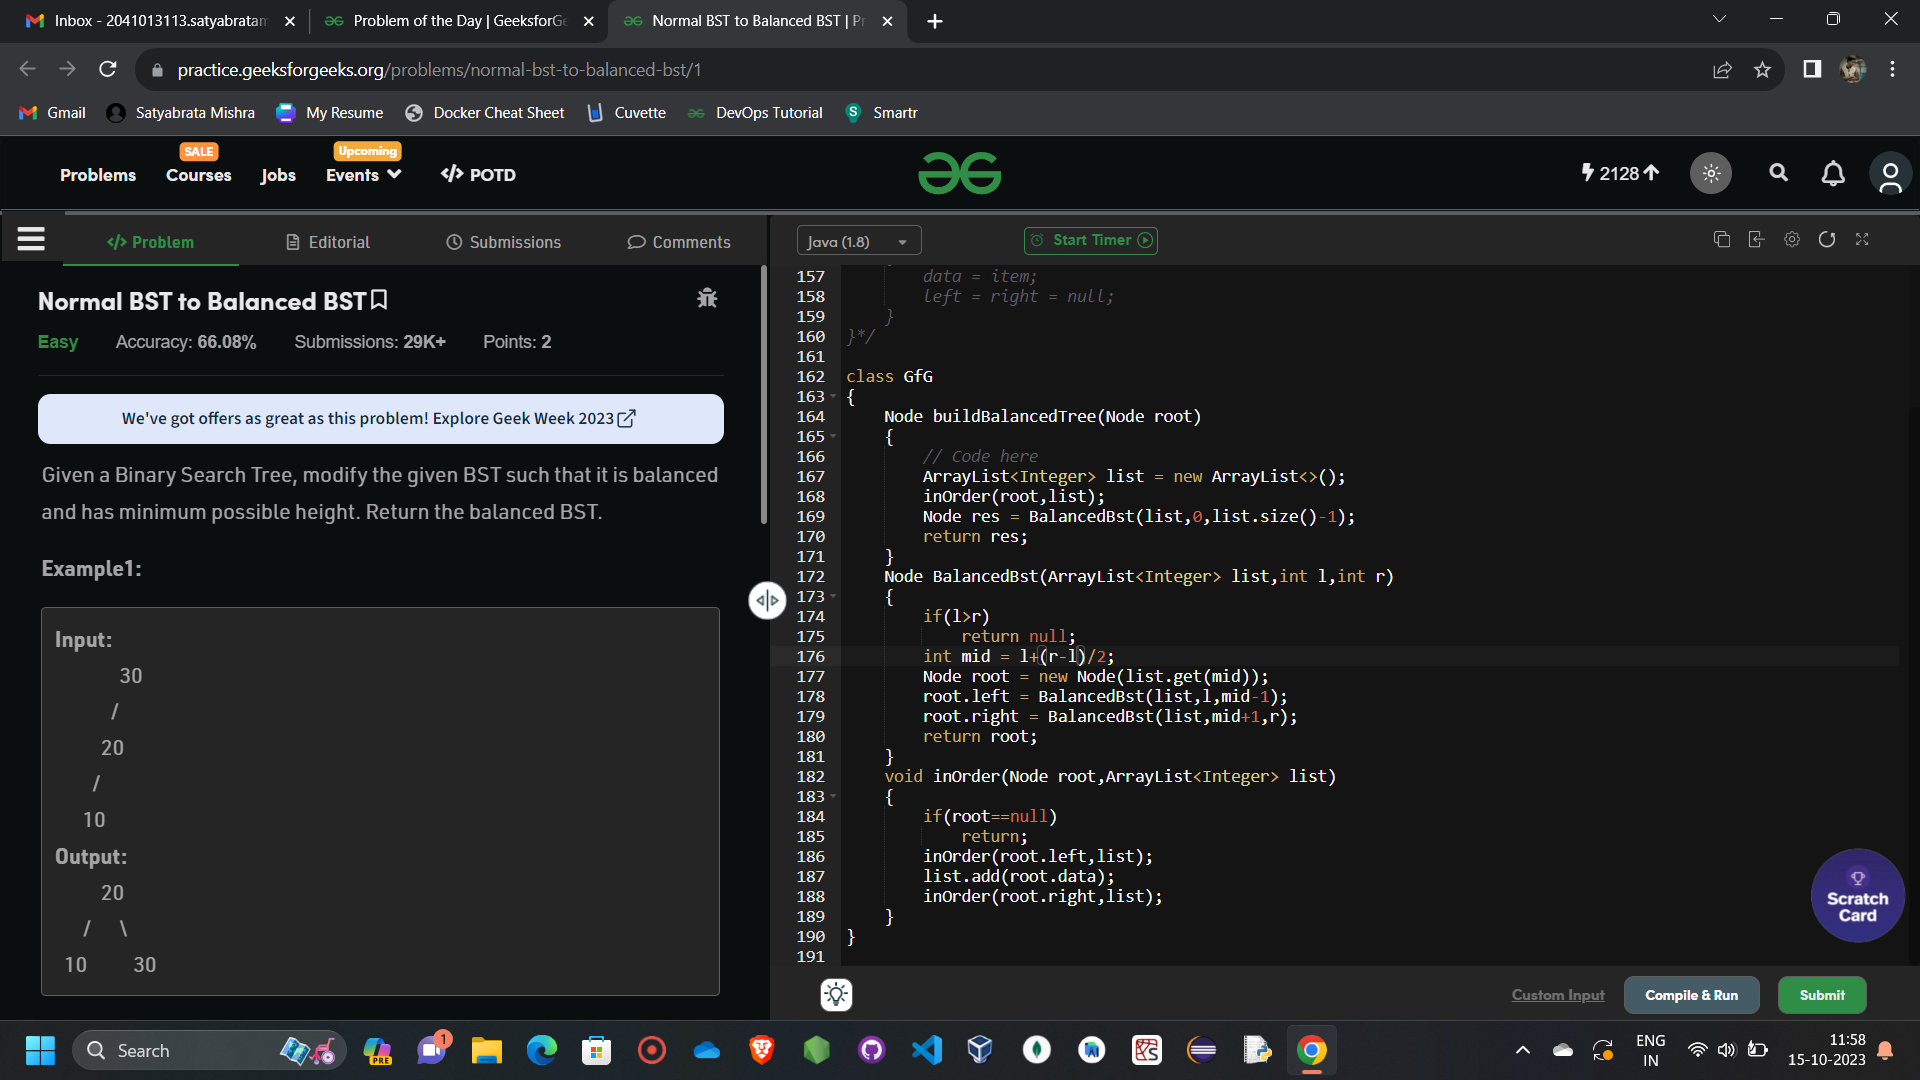 Inbox - 2041013113.satyabratam
Problem of the Day | GeeksforGe
Normal BST to Balanced BST | Pr
practice.geeksforgeeks.org/problems/normal-bst-to-balanced-bst/1
Gmail
Satyabrata Mishra
My Resume
Docker Cheat Sheet
Cuvette
DevOps Tutorial
S
Smartr
SALE
Upcoming
Problems
Courses
Jobs
Events
</> POTD
2128
</> Problem
Editorial
Submissions
Comments
Java (1.8)
Start Timer
Normal BST to Balanced BST
Easy Accuracy: 66.08% Submissions: 29K+ Points: 2
We've got offers as great as this problem! Explore Geek Week 2023
Given a Binary Search Tree, modify the given BST such that it is balanced
and has minimum possible height. Return the balanced BST.
Example1:
Input:
30
/
20
/
10
Output:
20
/ \
10 30
157 data = item;
158 left = right = null;
159 }
160 }*/
161
162 class GfG
163 {
164 Node buildBalancedTree(Node root)
165 {
166 // Code here
167 ArrayList<Integer> list = new ArrayList<>();
168 inOrder(root,list);
169 Node res = BalancedBst(list,0,list.size()-1);
170 return res;
171 }
172 Node BalancedBst(ArrayList<Integer> list,int l,int r)
173 {
174 if(l>r)
175 return null;
176 int mid = l+(r-l)/2;
177 Node root = new Node(list.get(mid));
178 root.left = BalancedBst(list,l,mid-1);
179 root.right = BalancedBst(list,mid+1,r);
180 return root;
181 }
182 void inOrder(Node root,ArrayList<Integer> list)
183 {
184 if(root==null)
185 return;
186 inOrder(root.left,list);
187 list.add(root.data);
188 inOrder(root.right,list);
189 }
190 }
191
Scratch
Card
Custom Input
Compile & Run
Submit
Search
PRE
1
ENG
IN
11:58
15-10-2023